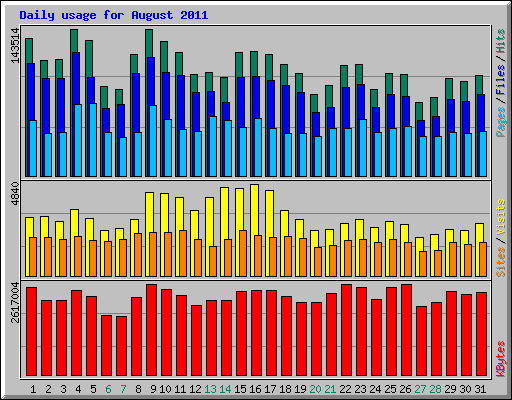 Daily usage for August 2011
143514
Pages / Files / Hits
4840
Sites / Visits
2617004
KBytes
1 2 3 4 5 6 7 8 9 10 11 12 13 14 15 16 17 18 19 20 21 22 23 24 25 26 27 28 29 30 31